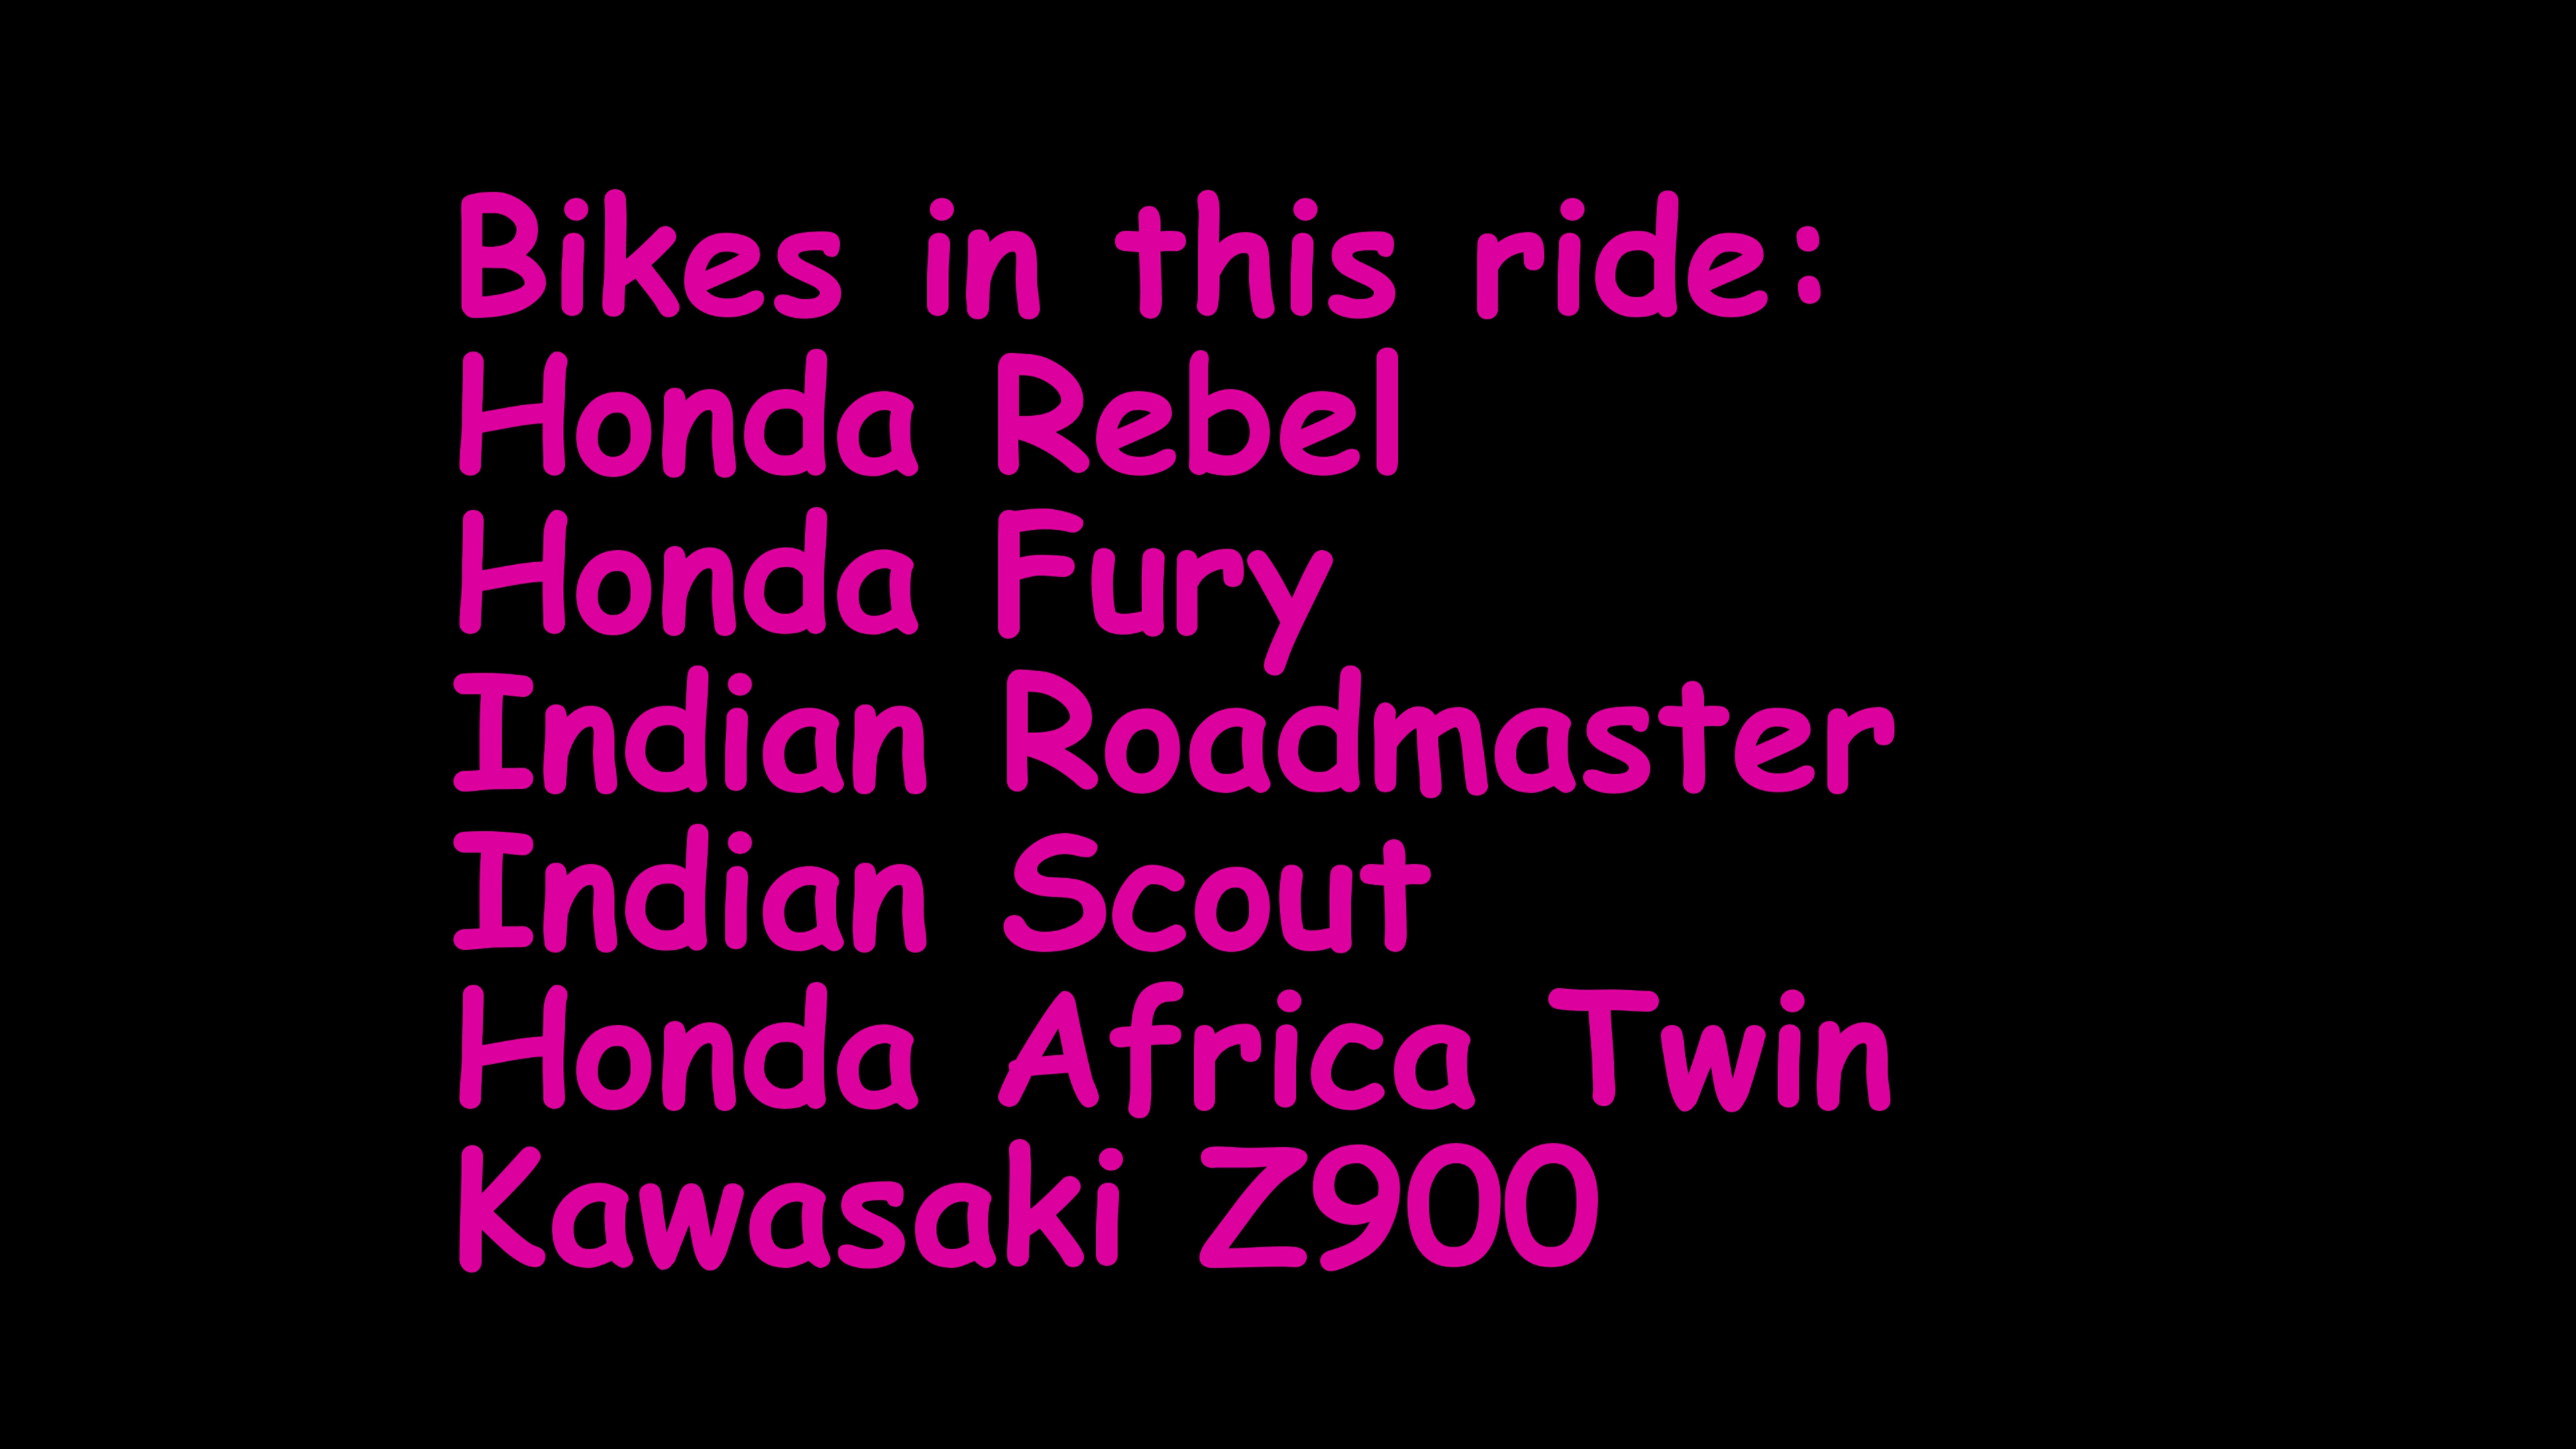 Bikes in this ride:
Honda Rebel
Honda Fury
Indian Roadmaster
Indian Scout
Honda Africa Twin
Kawasaki Z900